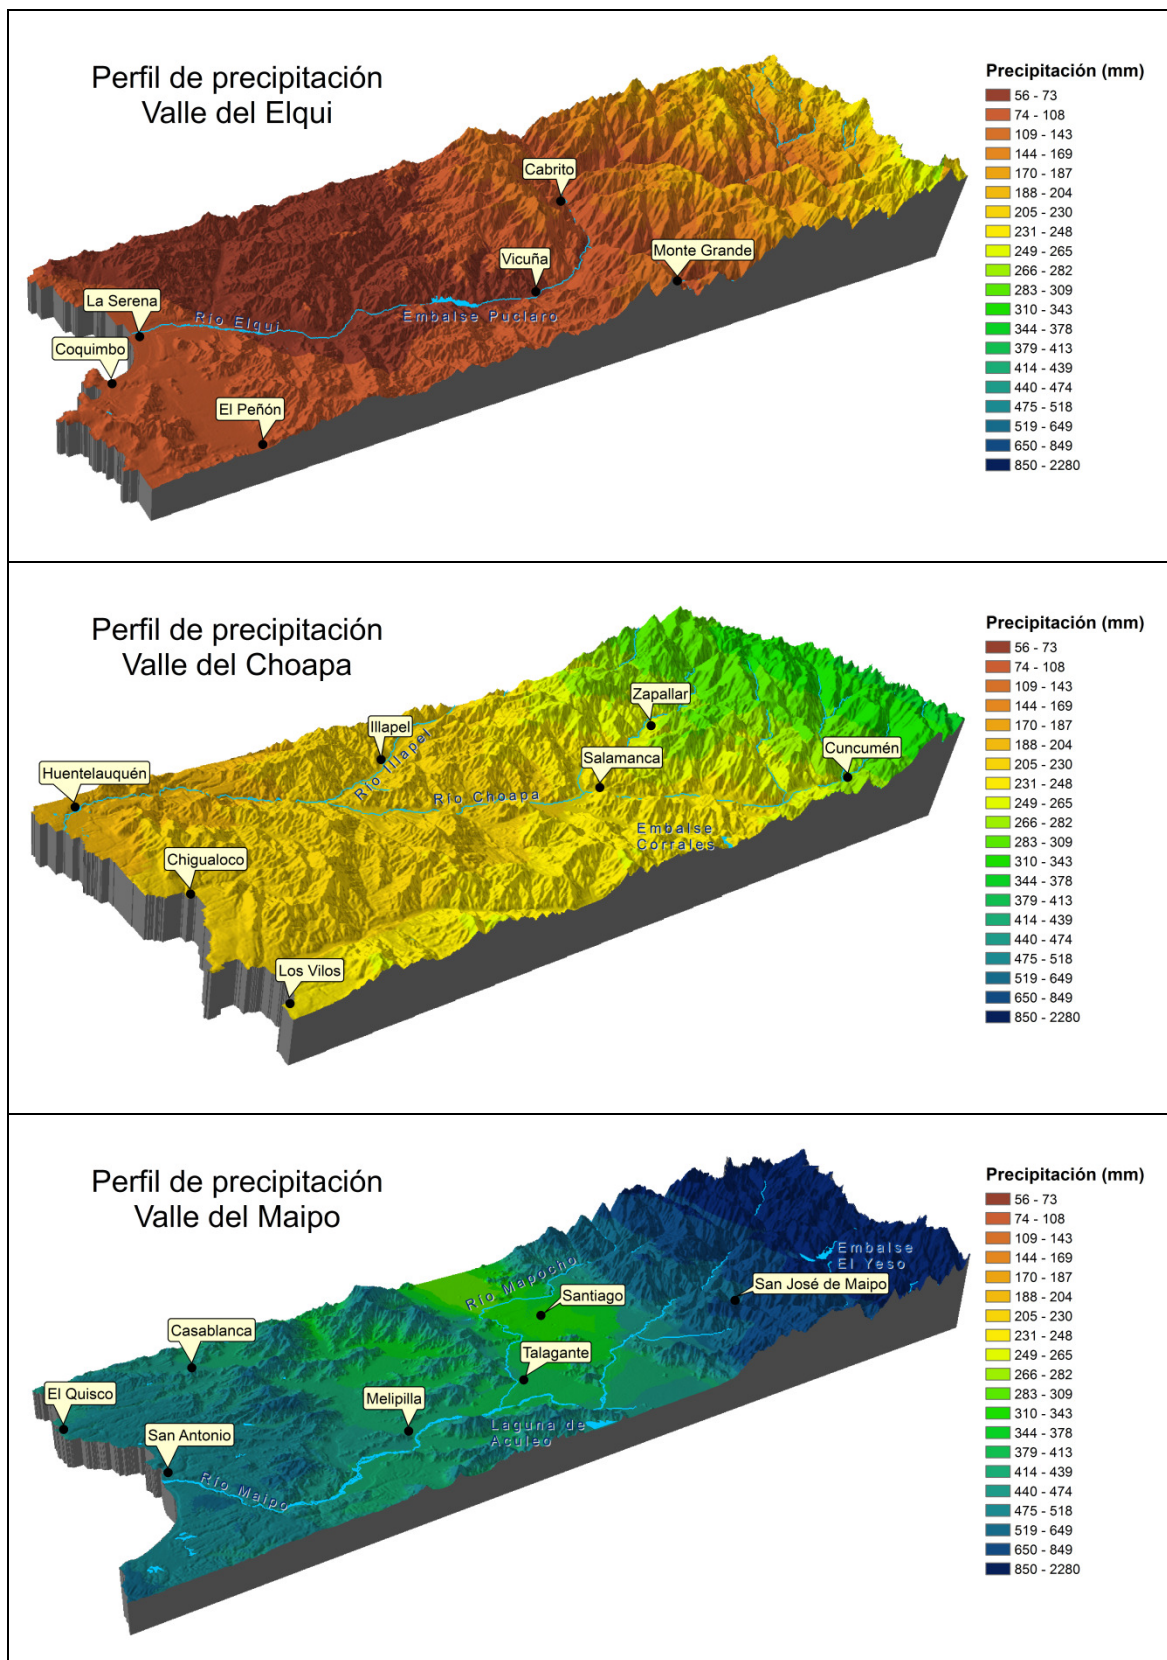 Perfil de precipitación
Valle del Elqui
Precipitación (mm)
56 - 73
74 - 108
109 - 143
144 - 169
170 - 187
188 - 204
205 - 230
231 - 248
249 - 265
266 - 282
283 - 309
310 - 343
344 - 378
379 - 413
414 - 439
440 - 474
475 - 518
519 - 649
650 - 849
850 - 2280
Cabrito
Vicuña
Monte Grande
La Serena
Río Elqui
Embalse Puclaro
Coquimbo
El Peñón
Perfil de precipitación
Valle del Choapa
Precipitación (mm)
56 - 73
74 - 108
109 - 143
144 - 169
170 - 187
188 - 204
205 - 230
231 - 248
249 - 265
266 - 282
283 - 309
310 - 343
344 - 378
379 - 413
414 - 439
440 - 474
475 - 518
519 - 649
650 - 849
850 - 2280
Zapallar
Illapel
Río Illapel
Cuncumén
Salamanca
Huentelauquén
Río Choapa
Embalse
Corrales
Chigualoco
Los Vilos
Perfil de precipitación
Valle del Maipo
Precipitación (mm)
56 - 73
74 - 108
109 - 143
144 - 169
170 - 187
188 - 204
205 - 230
231 - 248
249 - 265
266 - 282
283 - 309
310 - 343
344 - 378
379 - 413
414 - 439
440 - 474
475 - 518
519 - 649
650 - 849
850 - 2280
Embalse
El Yeso
Río Mapocho
San José de Maipo
Santiago
Casablanca
Talagante
El Quisco
Melipilla
Laguna de
Aculeo
San Antonio
Río Maipo